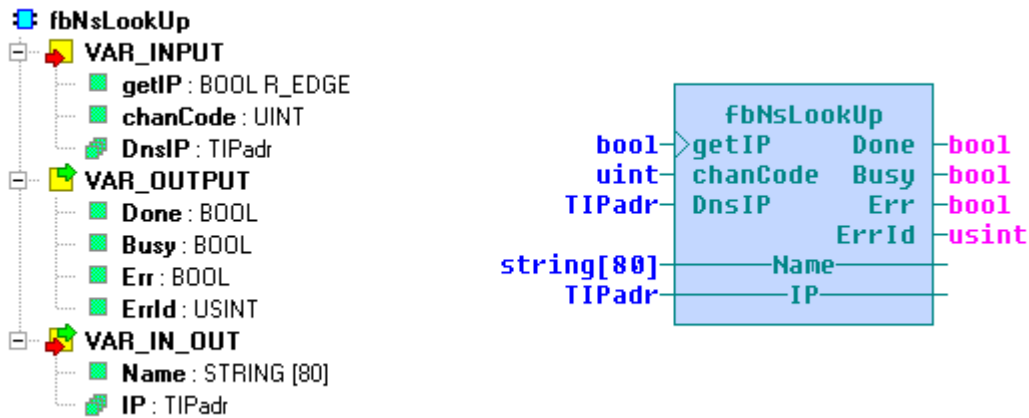 fbNsLookUp
VAR_INPUT
getIP : BOOL R_EDGE
chanCode : UINT
DnsIP : TIPadr
VAR_OUTPUT
Done : BOOL
Busy : BOOL
Err : BOOL
ErrId : USINT
VAR_IN_OUT
Name : STRING [80]
IP : TIPadr
fbNsLookUp
bool getIP Done bool
uint chanCode Busy bool
TIPadr DnsIP Err bool
ErrId usint
string[80] Name
TIPadr IP